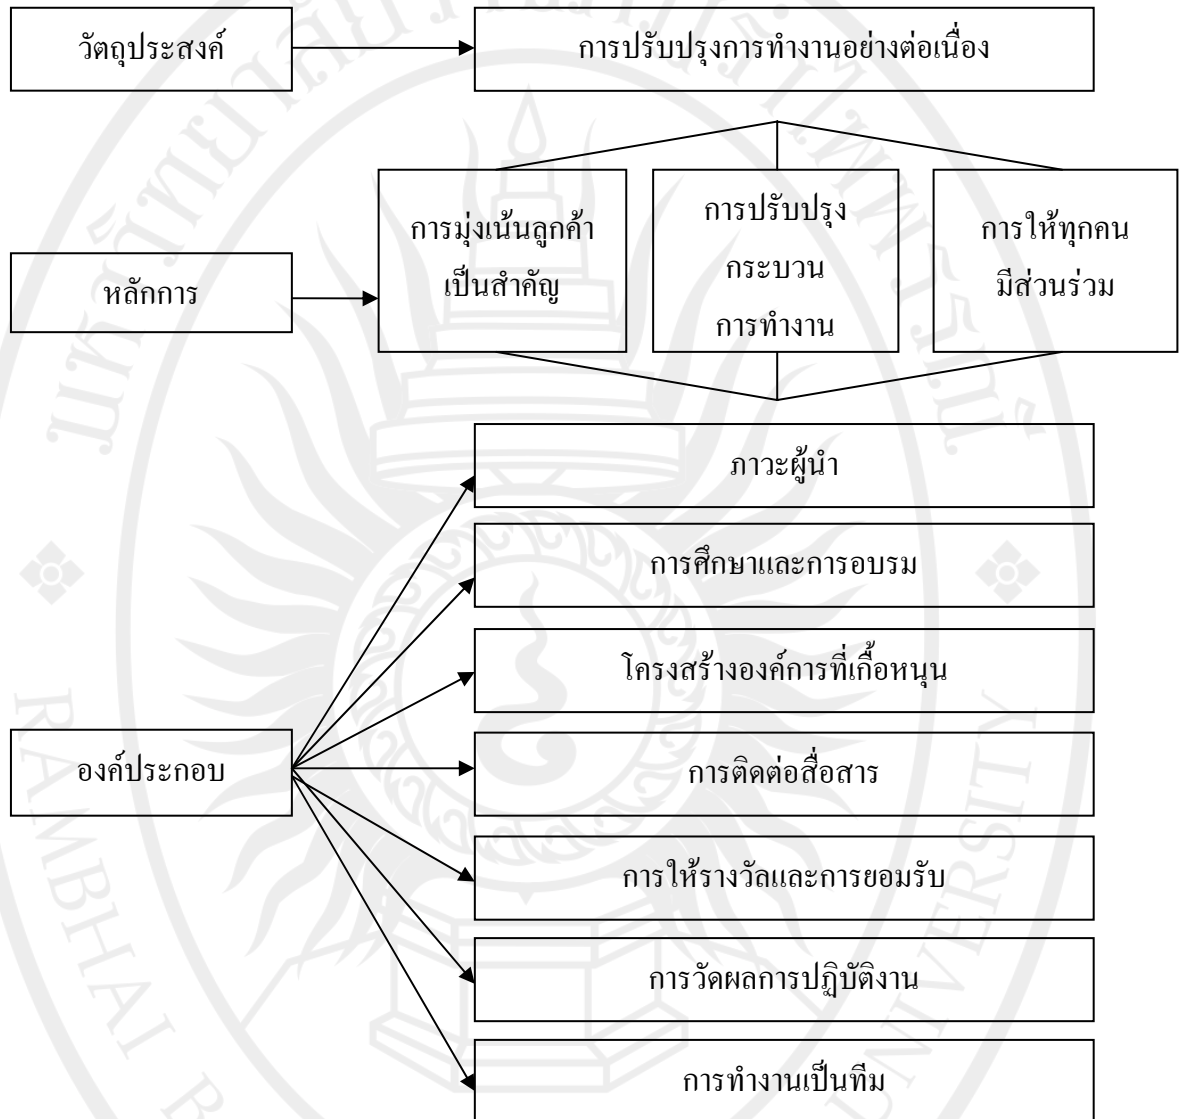 วัตถุประสงค์
การปรับปรุงการทำงานอย่างต่อเนื่อง
หลักการ
การมุ่งเน้นลูกค้า
เป็นสำคัญ
การปรับปรุง
กระบวน
การทำงาน
การให้ทุกคน
มีส่วนร่วม
องค์ประกอบ
ภาวะผู้นำ
การศึกษาและการอบรม
โครงสร้างองค์การที่เกื้อหนุน
การติดต่อสื่อสาร
การให้รางวัลและการยอมรับ
การวัดผลการปฏิบัติงาน
การทำงานเป็นทีม
RAMBHAI B
UNIVERSITY